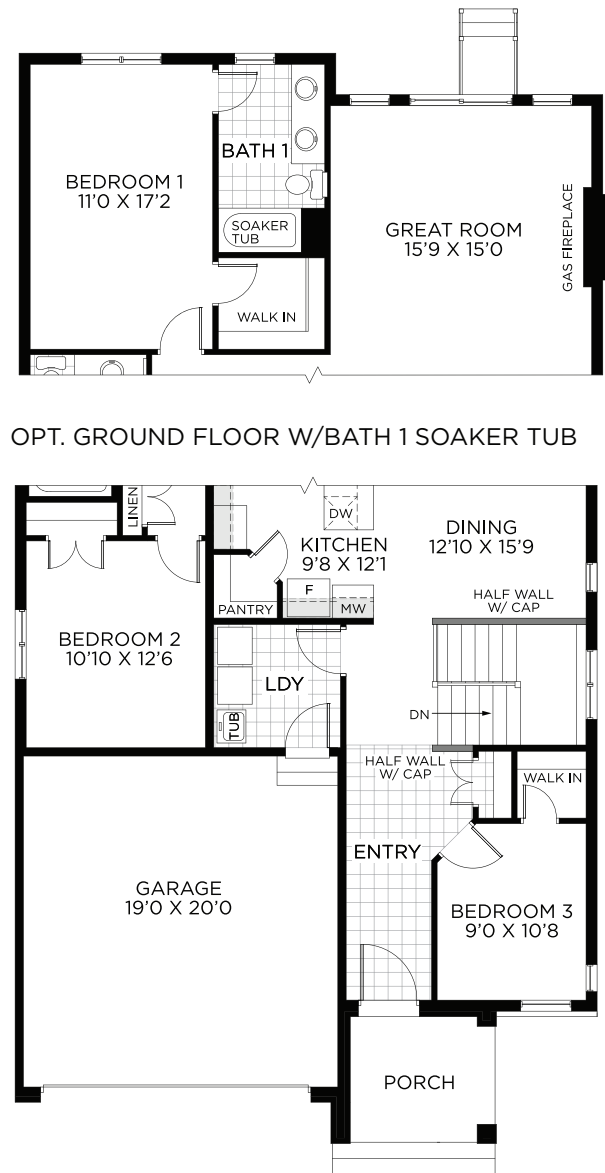 BATH 1
BEDROOM 1
11'0 X 17'2
SOAKER
TUB
GREAT ROOM
15'9 X 15'0
GAS FIREPLACE
WALK IN
OPT. GROUND FLOOR W/BATH 1 SOAKER TUB
LINEN
DW
KITCHEN
9'8 X 12'1
DINING
12'10 X 15'9
F
MW
PANTRY
HALF WALL
W/ CAP
BEDROOM 2
10'10 X 12'6
LDY
TUB
DN
HALF WALL
W/ CAP
WALK IN
ENTRY
GARAGE
19'0 X 20'0
BEDROOM 3
9'0 X 10'8
PORCH